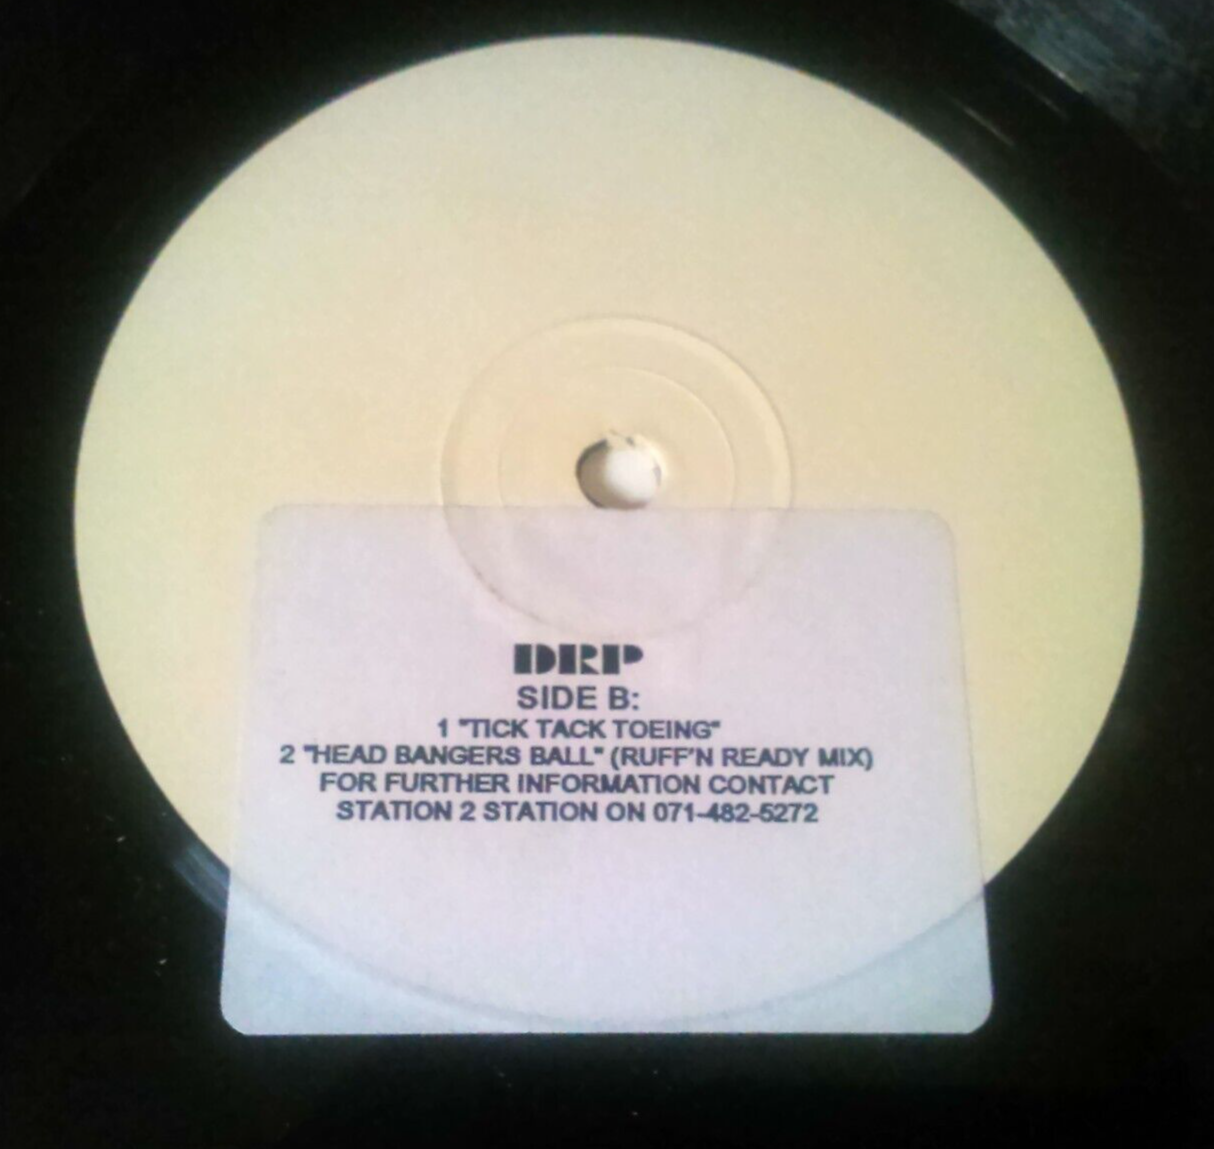 DRP
SIDE B:
1 "TICK TACK TOEING"
2 "HEAD BANGERS BALL" (RUFF'N READY MIX)
FOR FURTHER INFORMATION CONTACT
STATION 2 STATION ON 071-482-5272